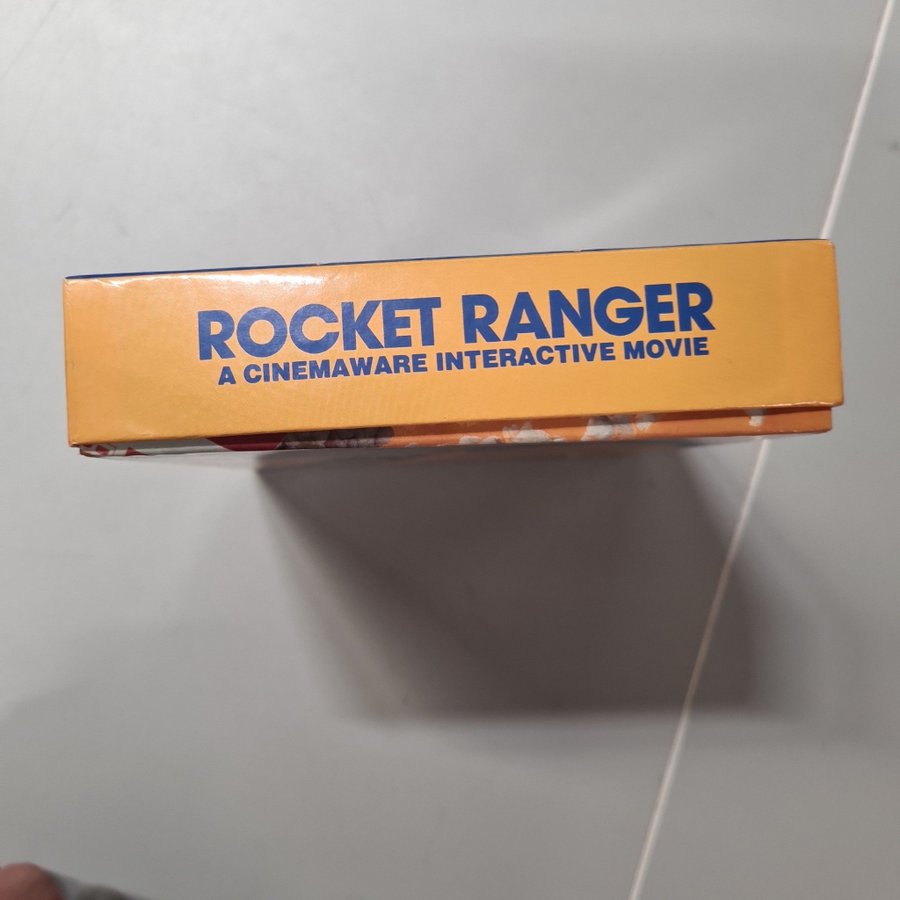 ROCKET RANGER
A CINEMAWARE INTERACTIVE MOVIE